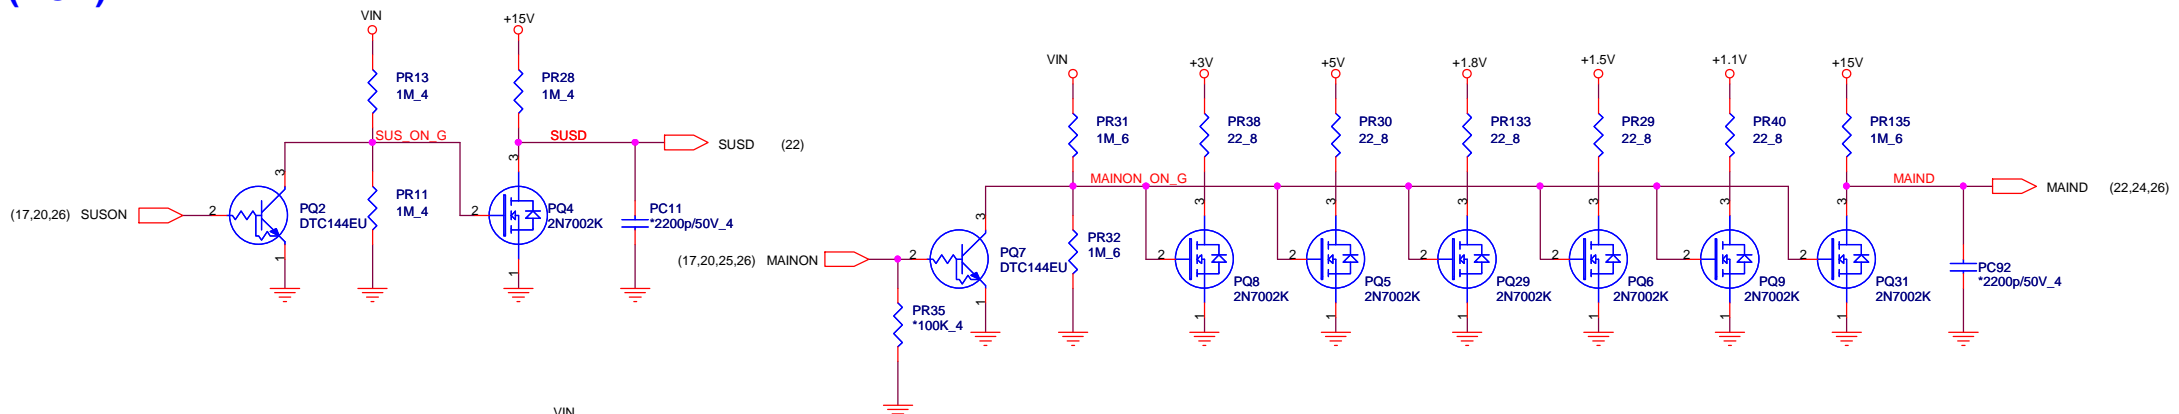 VIN
+15V
PR13
1M_4
PR28
1M_4
SUS_ON_G
SUSD
SUSD (22)
3
3
(17,20,26) SUSON
2
PQ2
DTC144EU
PR11
1M_4
2
PQ4
2N7002K
PC11
*2200p/50V_4
1
1
VIN
+3V
+5V
+1.8V
+1.5V
+1.1V
+15V
PR31
1M_6
PR38
22_8
PR30
22_8
PR133
22_8
PR29
22_8
PR40
22_8
PR135
1M_6
MAINON_ON_G
MAIND
MAIND (22,24,26)
3
3
3
3
3
3
3
(17,20,25,26) MAINON
2
PQ7
DTC144EU
PR32
1M_6
2
PQ8
2N7002K
2
PQ5
2N7002K
2
PQ29
2N7002K
2
PQ6
2N7002K
2
PQ9
2N7002K
2
PQ31
2N7002K
PC92
*2200p/50V_4
1
1
1
1
1
1
1
PR35
*100K_4
VIN